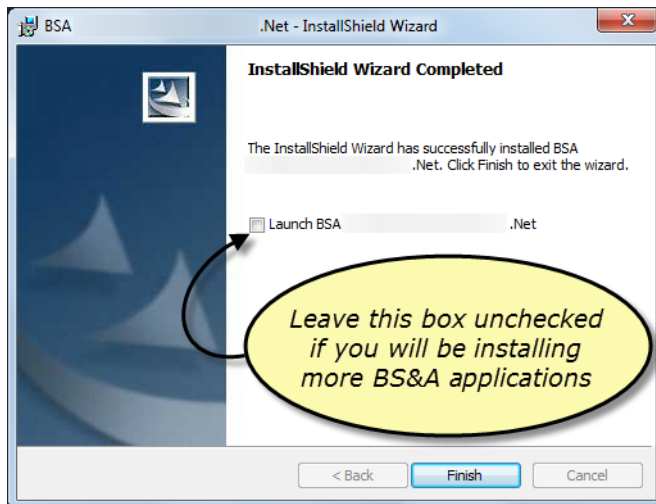 BSA .Net - InstallShield Wizard
InstallShield Wizard Completed
The InstallShield Wizard has successfully installed BSA
.Net. Click Finish to exit the wizard.
Launch BSA .Net
Leave this box unchecked
if you will be installing
more BS&A applications
< Back Finish Cancel